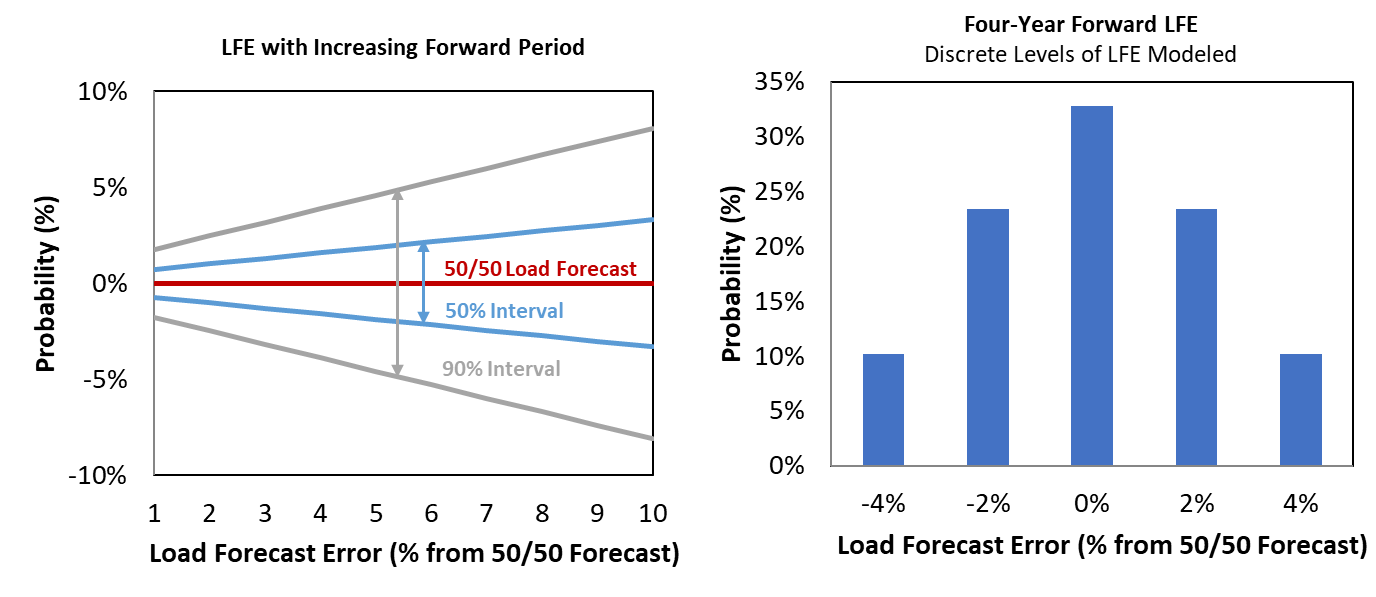 LFE with Increasing Forward Period
10%
5%
0%
-5%
-10%
Probability (%)
50/50 Load Forecast
50% Interval
90% Interval
1 2 3 4 5 6 7 8 9 10
Load Forecast Error (% from 50/50 Forecast)
Four-Year Forward LFE
Discrete Levels of LFE Modeled
35%
30%
25%
20%
15%
10%
5%
0%
Probability (%)
-4% -2% 0% 2% 4%
Load Forecast Error (% from 50/50 Forecast)